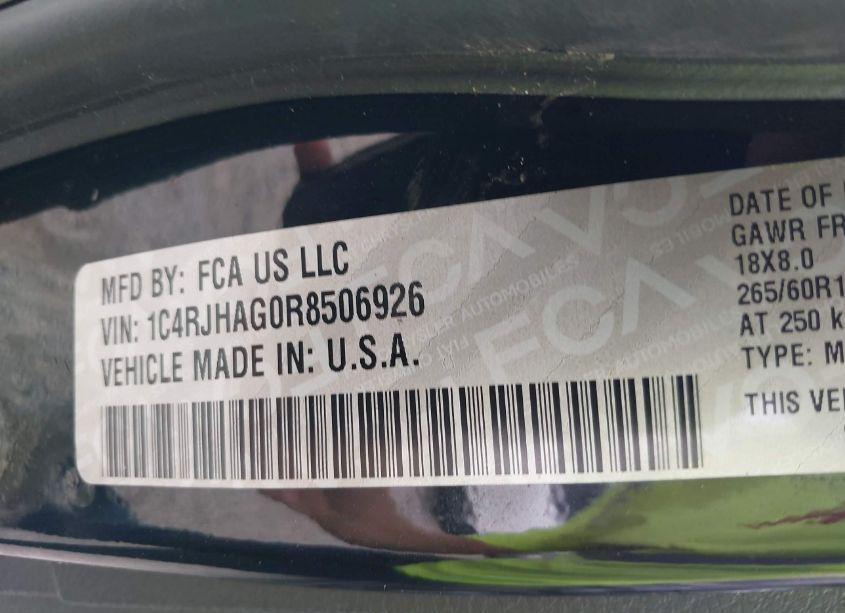 MFD BY: FCA US LLC
VIN: 1C4RJHAG0R8506926
VEHICLE MADE IN: U.S.A.
DATE OF
GAWR FR
18X8.0
265/60R1
AT 250 k
TYPE: M
THIS VE